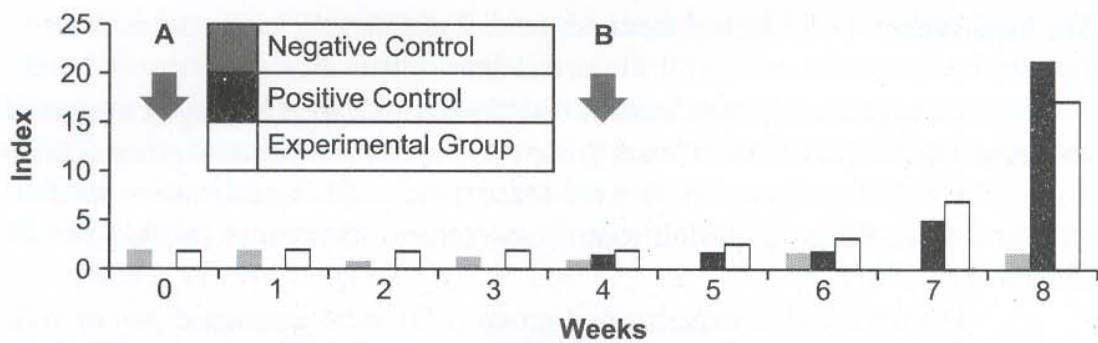 25
20
15
10
5
0
Index
A
B
Negative Control
Positive Control
Experimental Group
0 1 2 3 4 5 6 7 8
Weeks